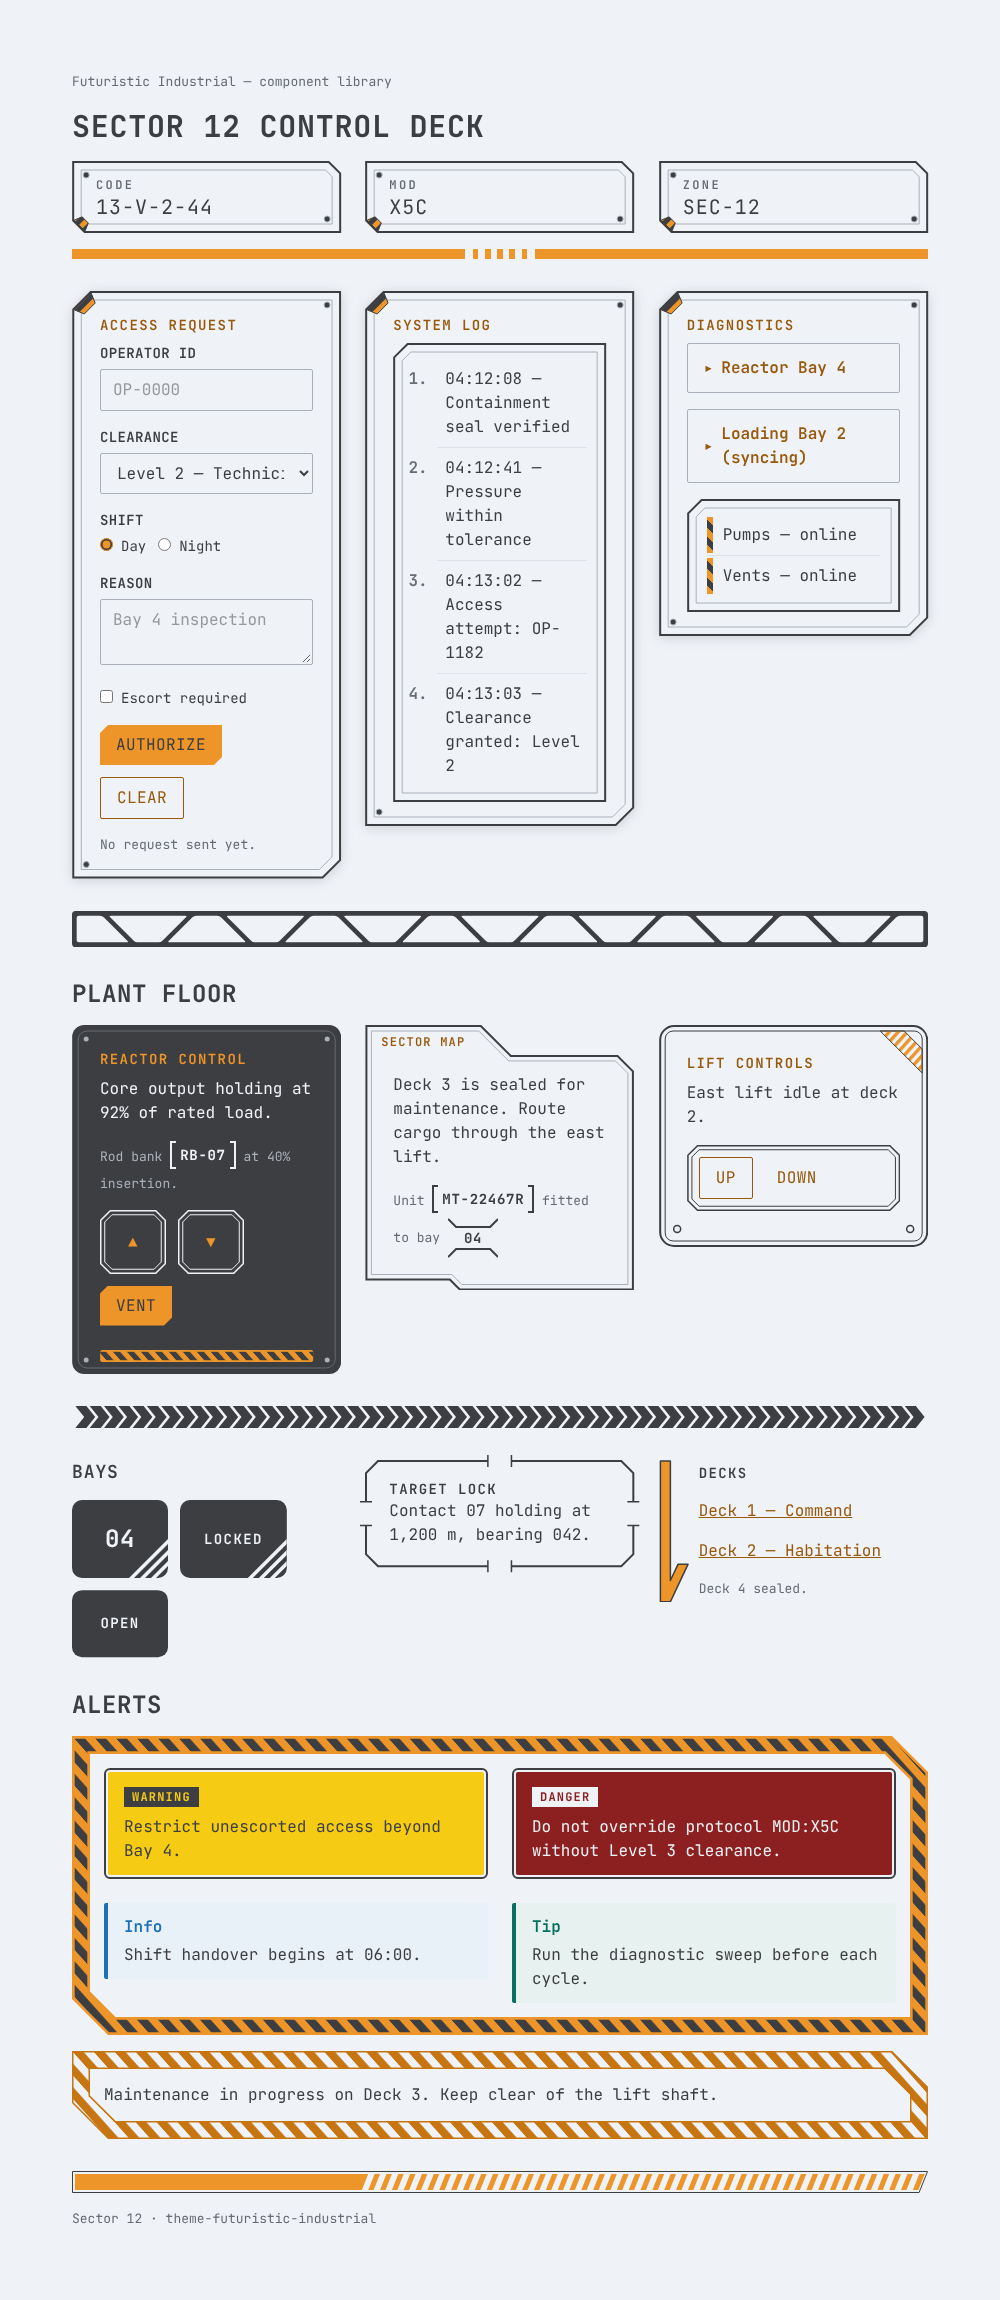 Futuristic Industrial — component library
SECTOR 12 CONTROL DECK
CODE
13-V-2-44
MOD
X5C
ZONE
SEC-12
ACCESS REQUEST
OPERATOR ID
OP-0000
CLEARANCE
Level 2 — Technic
SHIFT
Day
Night
REASON
Bay 4 inspection
Escort required
AUTHORIZE
CLEAR
No request sent yet.
SYSTEM LOG
1. 04:12:08 —
Containment
seal verified
2. 04:12:41 —
Pressure
within
tolerance
3. 04:13:02 —
Access
attempt: OP-
1182
4. 04:13:03 —
Clearance
granted: Level
2
DIAGNOSTICS
▸ Reactor Bay 4
▸ Loading Bay 2
(syncing)
Pumps — online
Vents — online
PLANT FLOOR
REACTOR CONTROL
Core output holding at
92% of rated load.
Rod bank RB-07 at 40%
insertion.
▲ ▼
VENT
SECTOR MAP
Deck 3 is sealed for
maintenance. Route
cargo through the east
lift.
Unit MT-22467R fitted
to bay 04
LIFT CONTROLS
East lift idle at deck
2.
UP DOWN
BAYS
04
LOCKED
OPEN
TARGET LOCK
Contact 07 holding at
1,200 m, bearing 042.
DECKS
Deck 1 — Command
Deck 2 — Habitation
Deck 4 sealed.
ALERTS
WARNING
Restrict unescorted access beyond
Bay 4.
DANGER
Do not override protocol MOD:X5C
without Level 3 clearance.
Info
Shift handover begins at 06:00.
Tip
Run the diagnostic sweep before each
cycle.
Maintenance in progress on Deck 3. Keep clear of the lift shaft.
Sector 12 · theme-futuristic-industrial